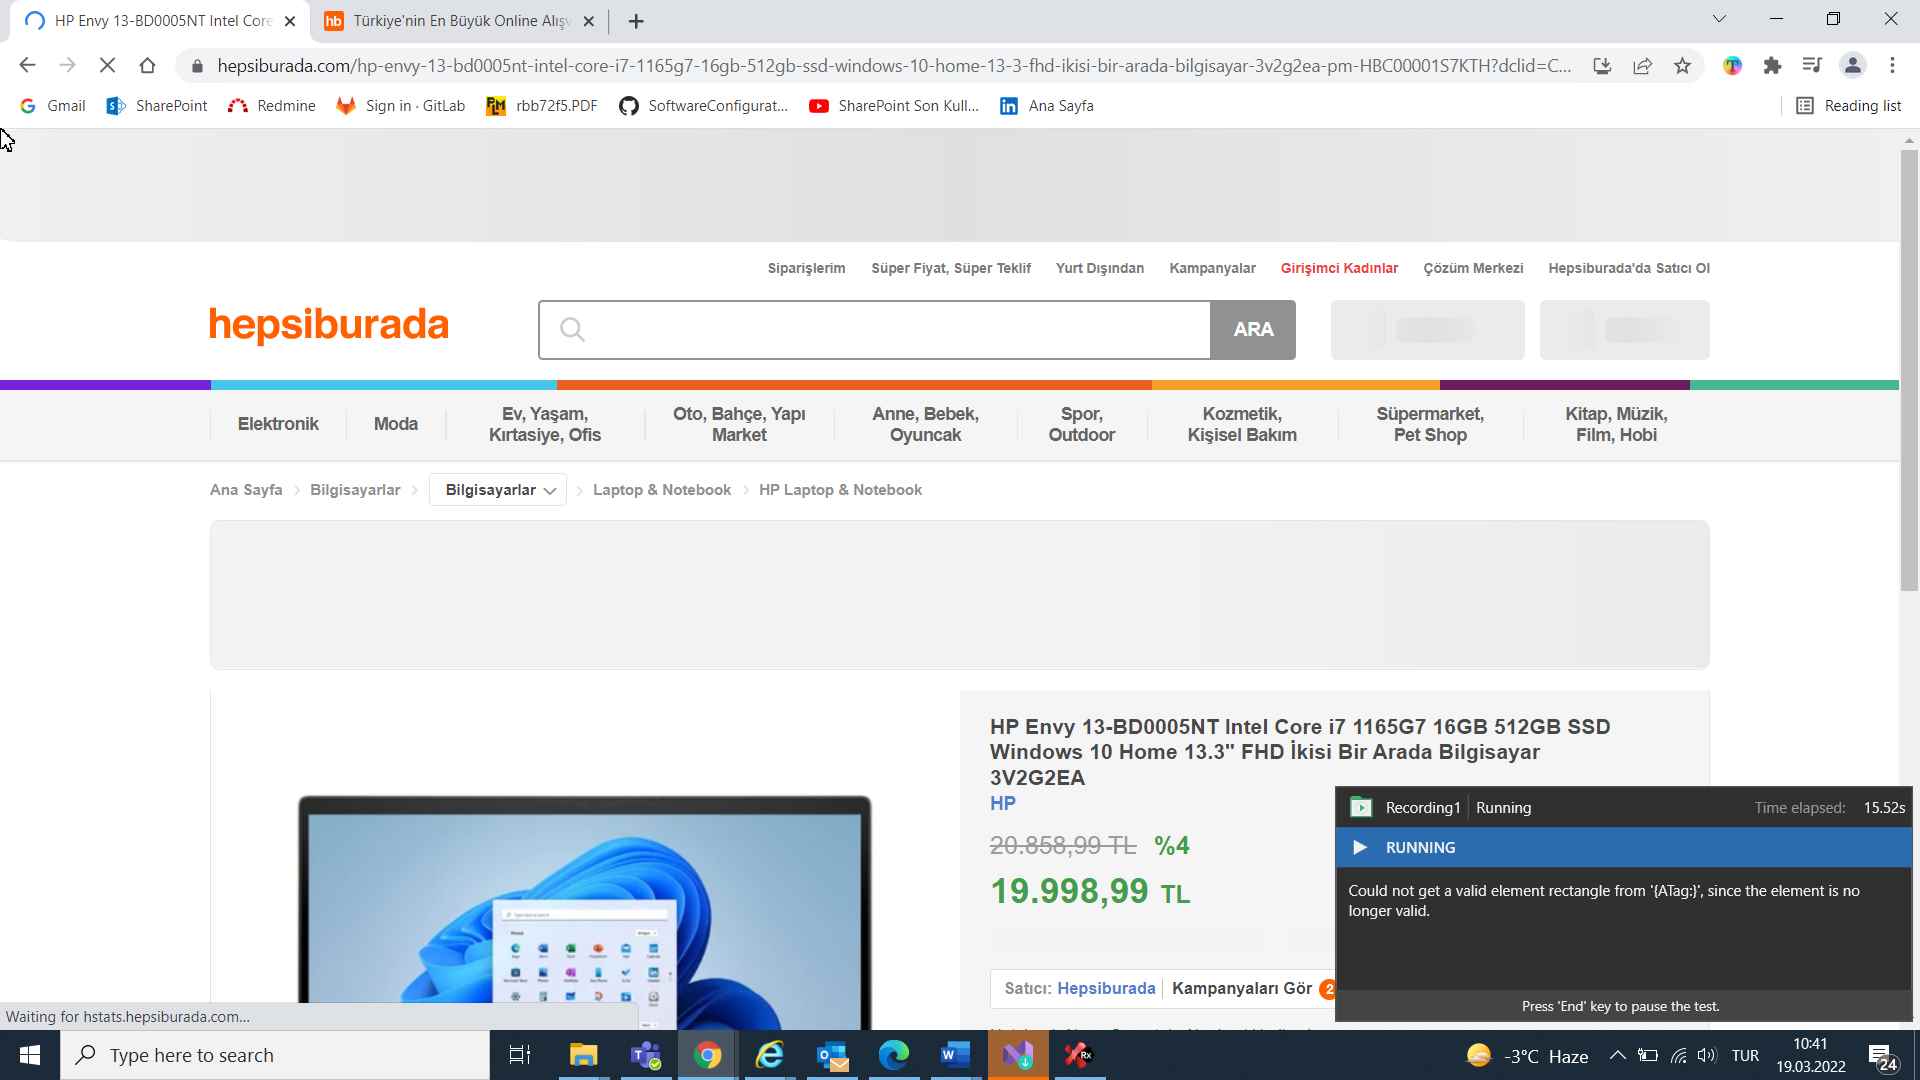 HP Envy 13-BD0005NT Intel Core
hb Türkiye'nin En Büyük Online Alışv
hepsiburada.com/hp-envy-13-bd0005nt-intel-core-i7-1165g7-16gb-512gb-ssd-windows-10-home-13-3-fhd-ikisi-bir-arada-bilgisayar-3v2g2ea-pm-HBC00001S7KTH?dclid=C...
Gmail SharePoint Redmine Sign in · GitLab rbb72f5.PDF SoftwareConfigurat... SharePoint Son Kull... Ana Sayfa Reading list
Siparişlerim Süper Fiyat, Süper Teklif Yurt Dışından Kampanyalar Girişimci Kadınlar Çözüm Merkezi Hepsiburada'da Satıcı Ol
hepsiburada
ARA
Elektronik
Moda
Ev, Yaşam,
Kırtasiye, Ofis
Oto, Bahçe, Yapı
Market
Anne, Bebek,
Oyuncak
Spor,
Outdoor
Kozmetik,
Kişisel Bakım
Süpermarket,
Pet Shop
Kitap, Müzik,
Film, Hobi
Ana Sayfa Bilgisayarlar Bilgisayarlar Laptop & Notebook HP Laptop & Notebook
HP Envy 13-BD0005NT Intel Core i7 1165G7 16GB 512GB SSD
Windows 10 Home 13.3" FHD İkisi Bir Arada Bilgisayar
3V2G2EA
HP
20.858,99 TL %4
19.998,99 TL
Satıcı: Hepsiburada Kampanyaları Gör 2
Recording1 Running Time elapsed: 15.52s
RUNNING
Could not get a valid element rectangle from '{ATag:}', since the element is no
longer valid.
Press 'End' key to pause the test.
Waiting for hstats.hepsiburada.com...
Type here to search
-3°C Haze
TUR
10:41
19.03.2022
24